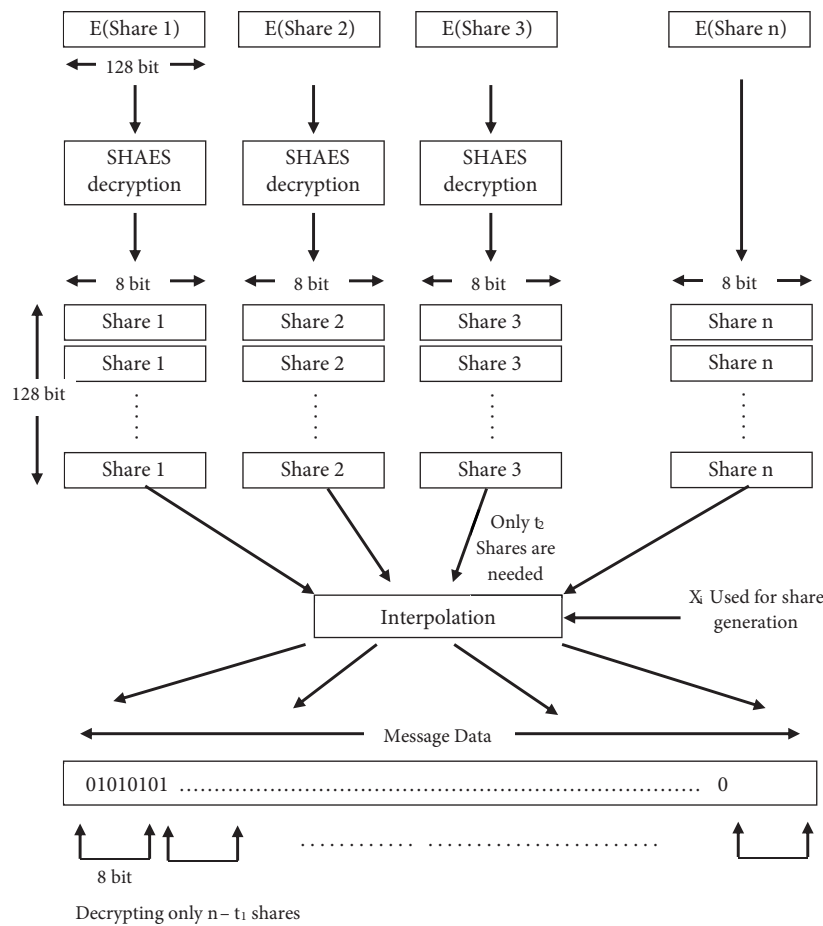 E(Share 1) E(Share 2) E(Share 3) E(Share n)
128 bit
SHAES decryption SHAES decryption SHAES decryption
8 bit 8 bit 8 bit 8 bit
Share 1 Share 2 Share 3 Share n
Share 1 Share 2 Share 3 Share n
128 bit
Share 1 Share 2 Share 3 Share n
Only t₂
Shares are
needed
Xᵢ Used for share
generation
Interpolation
Message Data
01010101 ........ 0
8 bit
Decrypting only n – t₁ shares